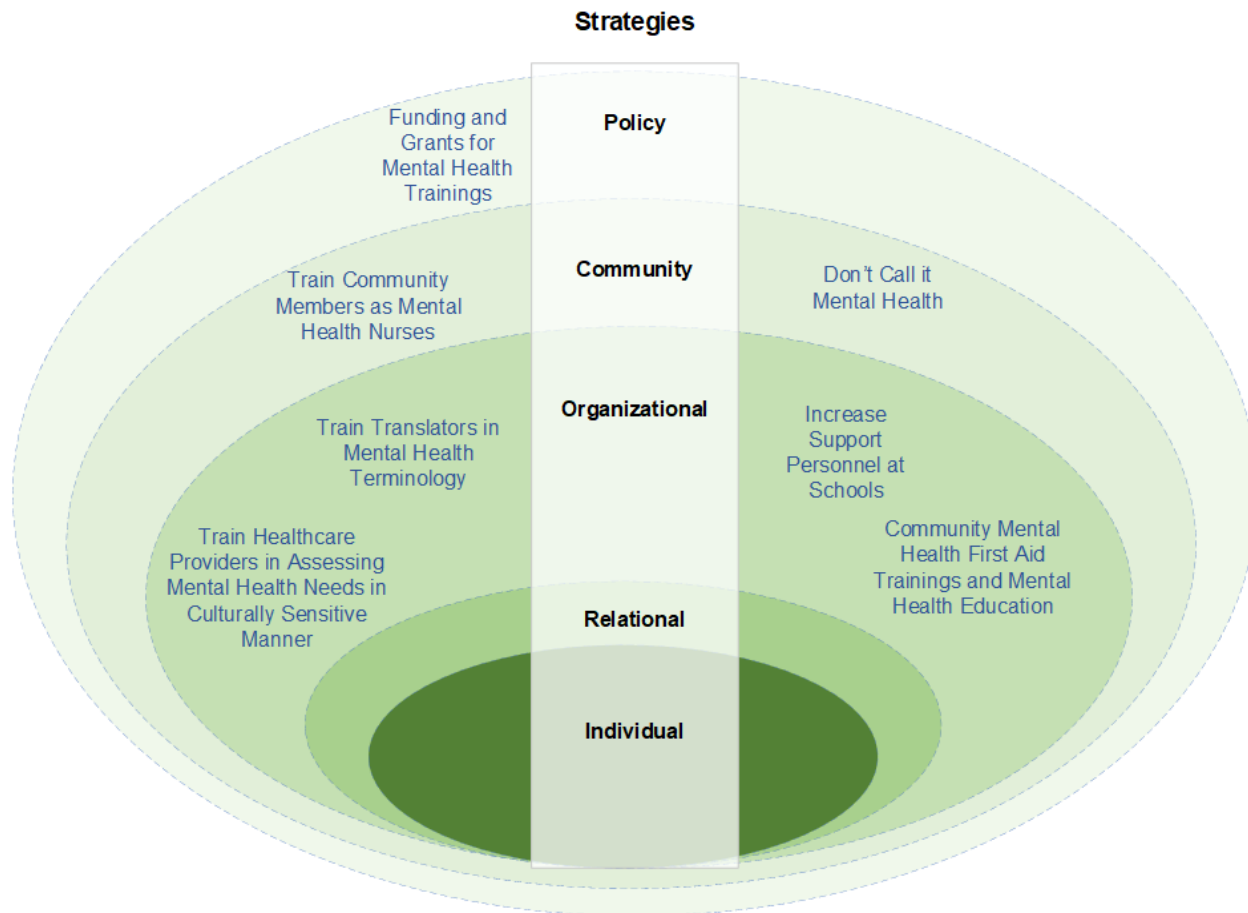 Strategies
Policy
Funding and
Grants for
Mental Health
Trainings
Community
Train Community
Members as Mental
Health Nurses
Don't Call it
Mental Health
Organizational
Train Translators in
Mental Health
Terminology
Increase
Support
Personnel at
Schools
Train Healthcare
Providers in Assessing
Mental Health Needs in
Culturally Sensitive
Manner
Community Mental
Health First Aid
Trainings and Mental
Health Education
Relational
Individual